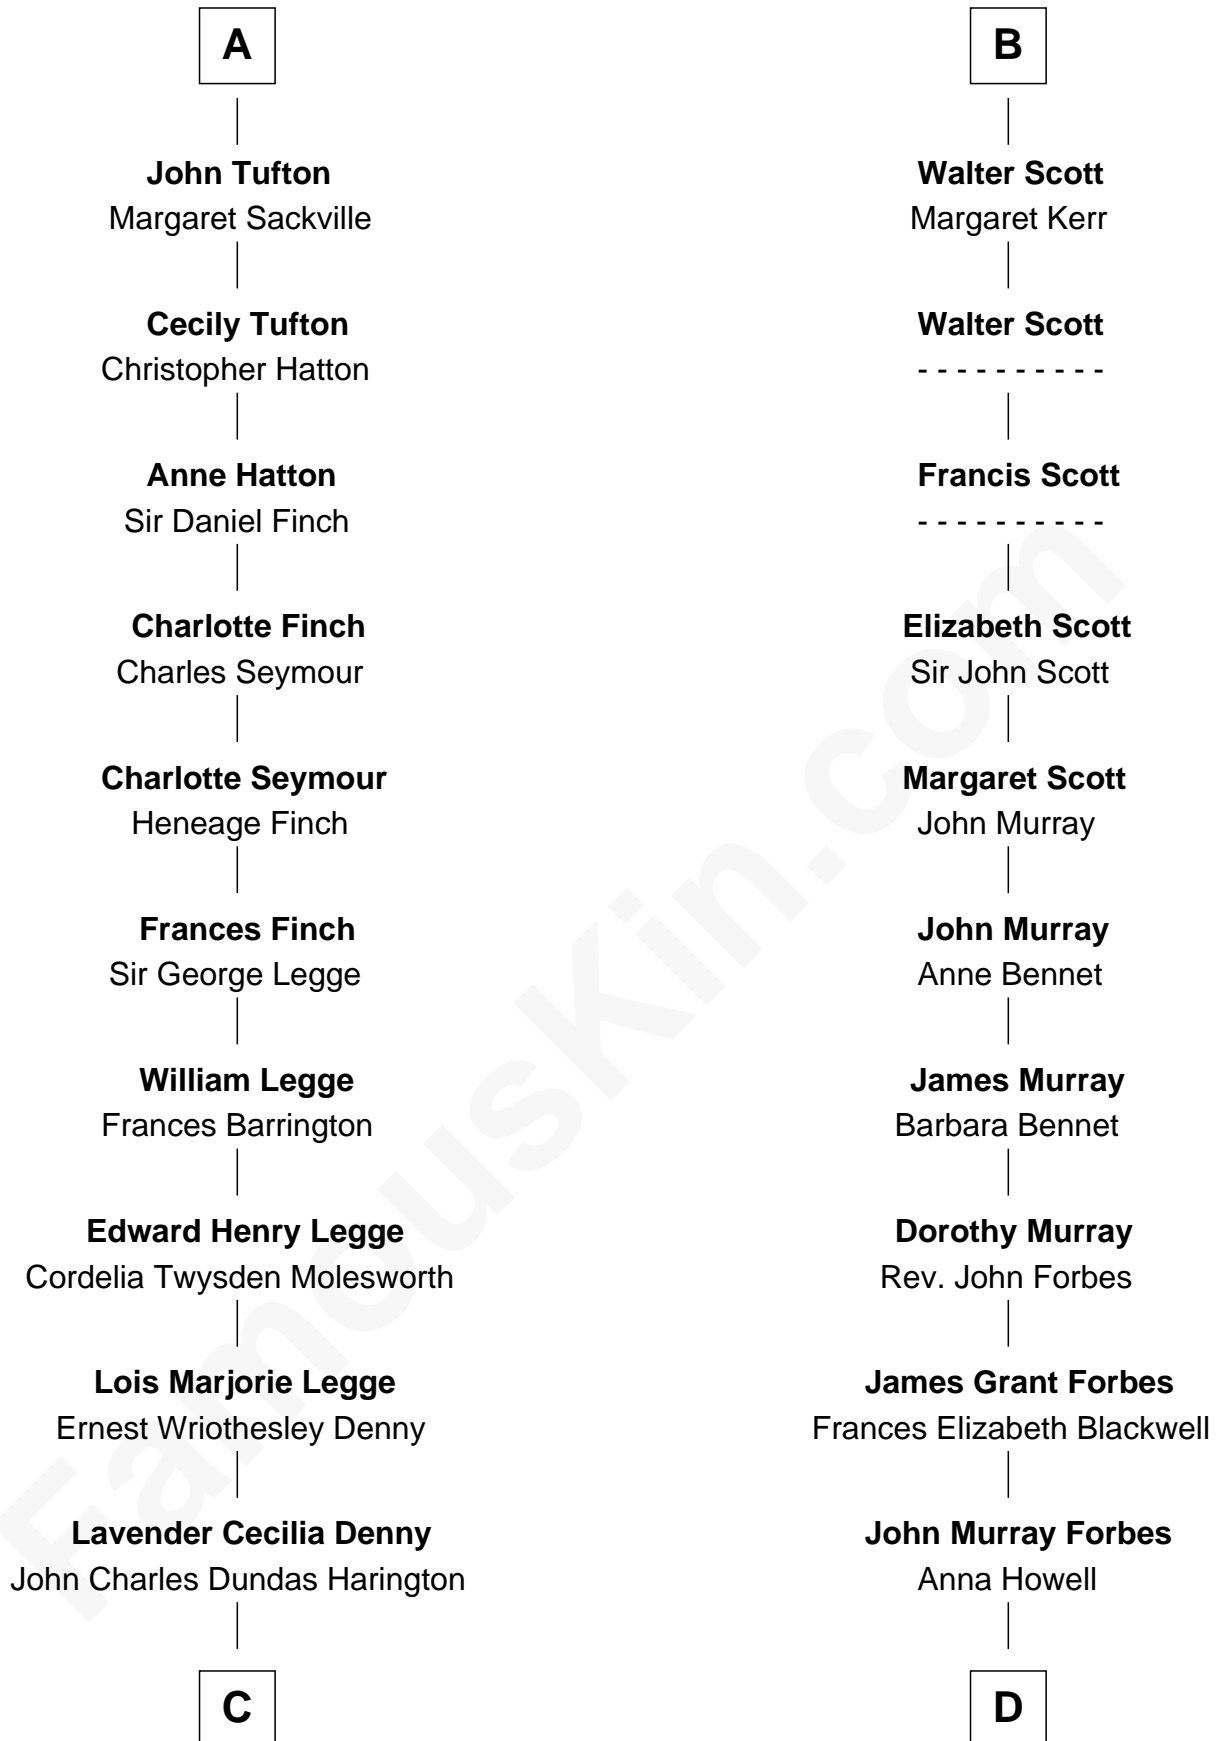 A
John Tufton
Margaret Sackville
Cecily Tufton
Christopher Hatton
Anne Hatton
Sir Daniel Finch
Charlotte Finch
Charles Seymour
Charlotte Seymour
Heneage Finch
Frances Finch
Sir George Legge
William Legge
Frances Barrington
Edward Henry Legge
Cordelia Twysden Molesworth
Lois Marjorie Legge
Ernest Wriothesley Denny
Lavender Cecilia Denny
John Charles Dundas Harington
C
B
Walter Scott
Margaret Kerr
Walter Scott
- - - - - - - - - -
Francis Scott
- - - - - - - - - -
Elizabeth Scott
Sir John Scott
Margaret Scott
John Murray
John Murray
Anne Bennet
James Murray
Barbara Bennet
Dorothy Murray
Rev. John Forbes
James Grant Forbes
Frances Elizabeth Blackwell
John Murray Forbes
Anna Howell
D
FamousKin.com